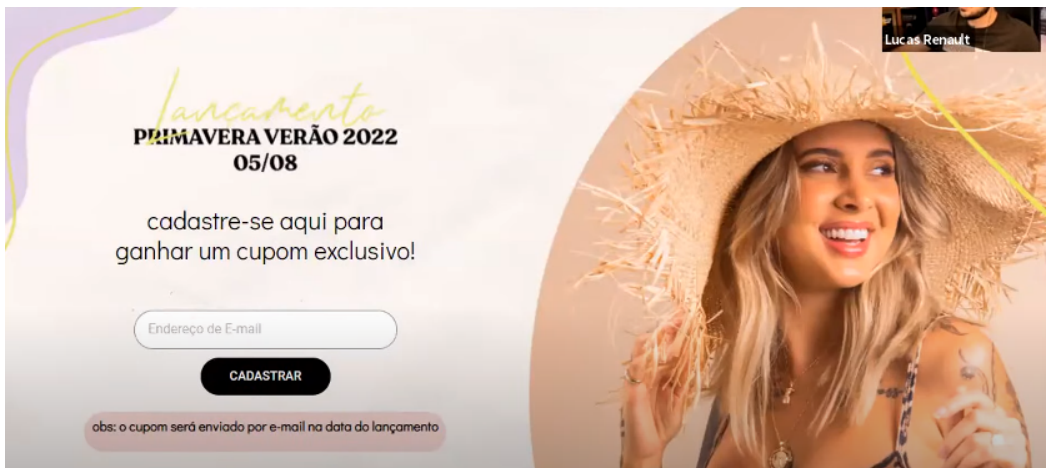 Lucas Renault
Lançamento
PRIMAVERA VERÃO 2022
05/08
cadastre-se aqui para
ganhar um cupom exclusivo!
Endereço de E-mail
CADASTRAR
obs: o cupom será enviado por e-mail na data do lançamento